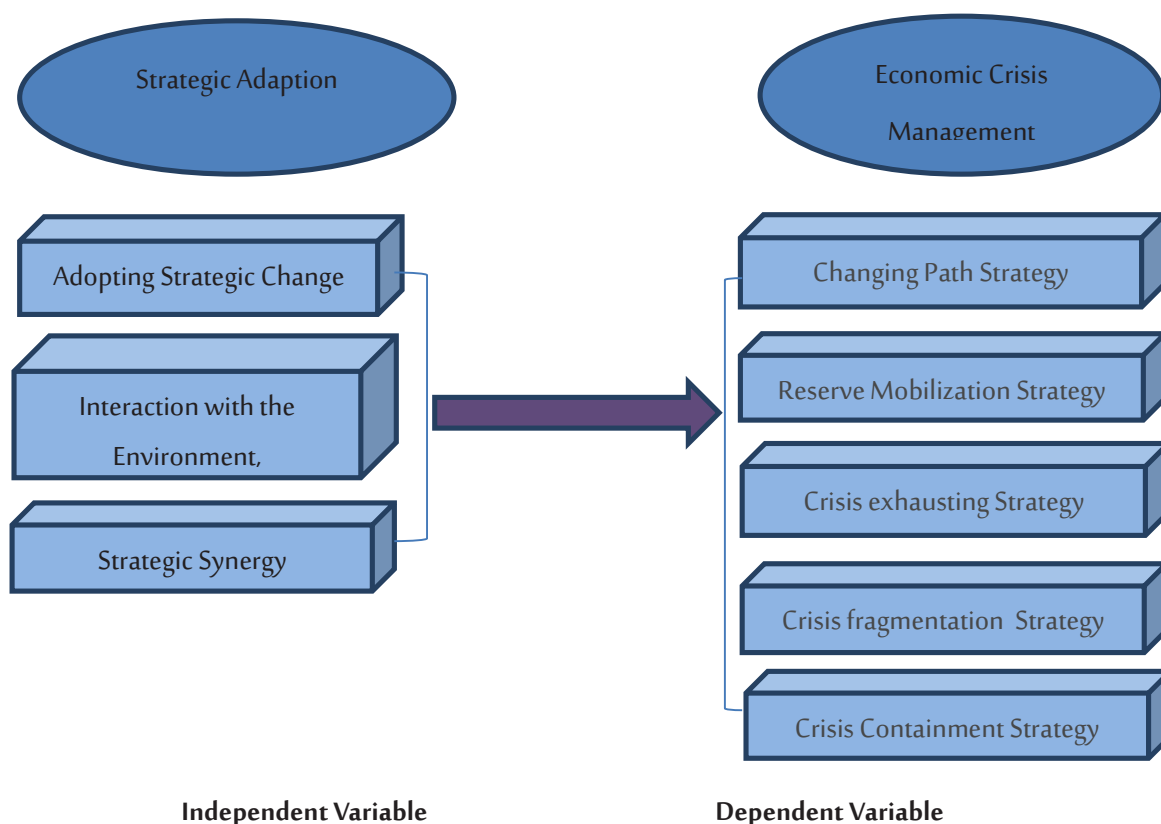 Strategic Adaption
Economic Crisis
Management
Adopting Strategic Change
Interaction with the
Environment,
Strategic Synergy
Changing Path Strategy
Reserve Mobilization Strategy
Crisis exhausting Strategy
Crisis fragmentation Strategy
Crisis Containment Strategy
Independent Variable
Dependent Variable